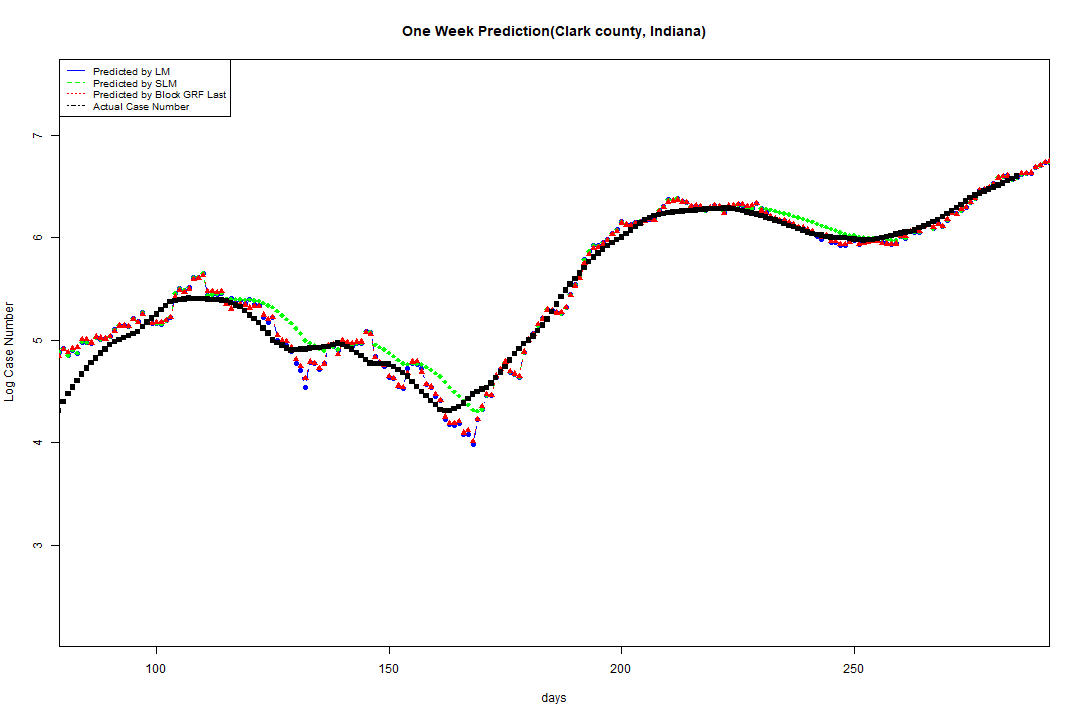 One Week Prediction(Clark county, Indiana)
Predicted by LM
Predicted by SLM
Predicted by Block GRF Last
Actual Case Number
7
6
5
4
3
Log Case Number
100
150
200
250
days